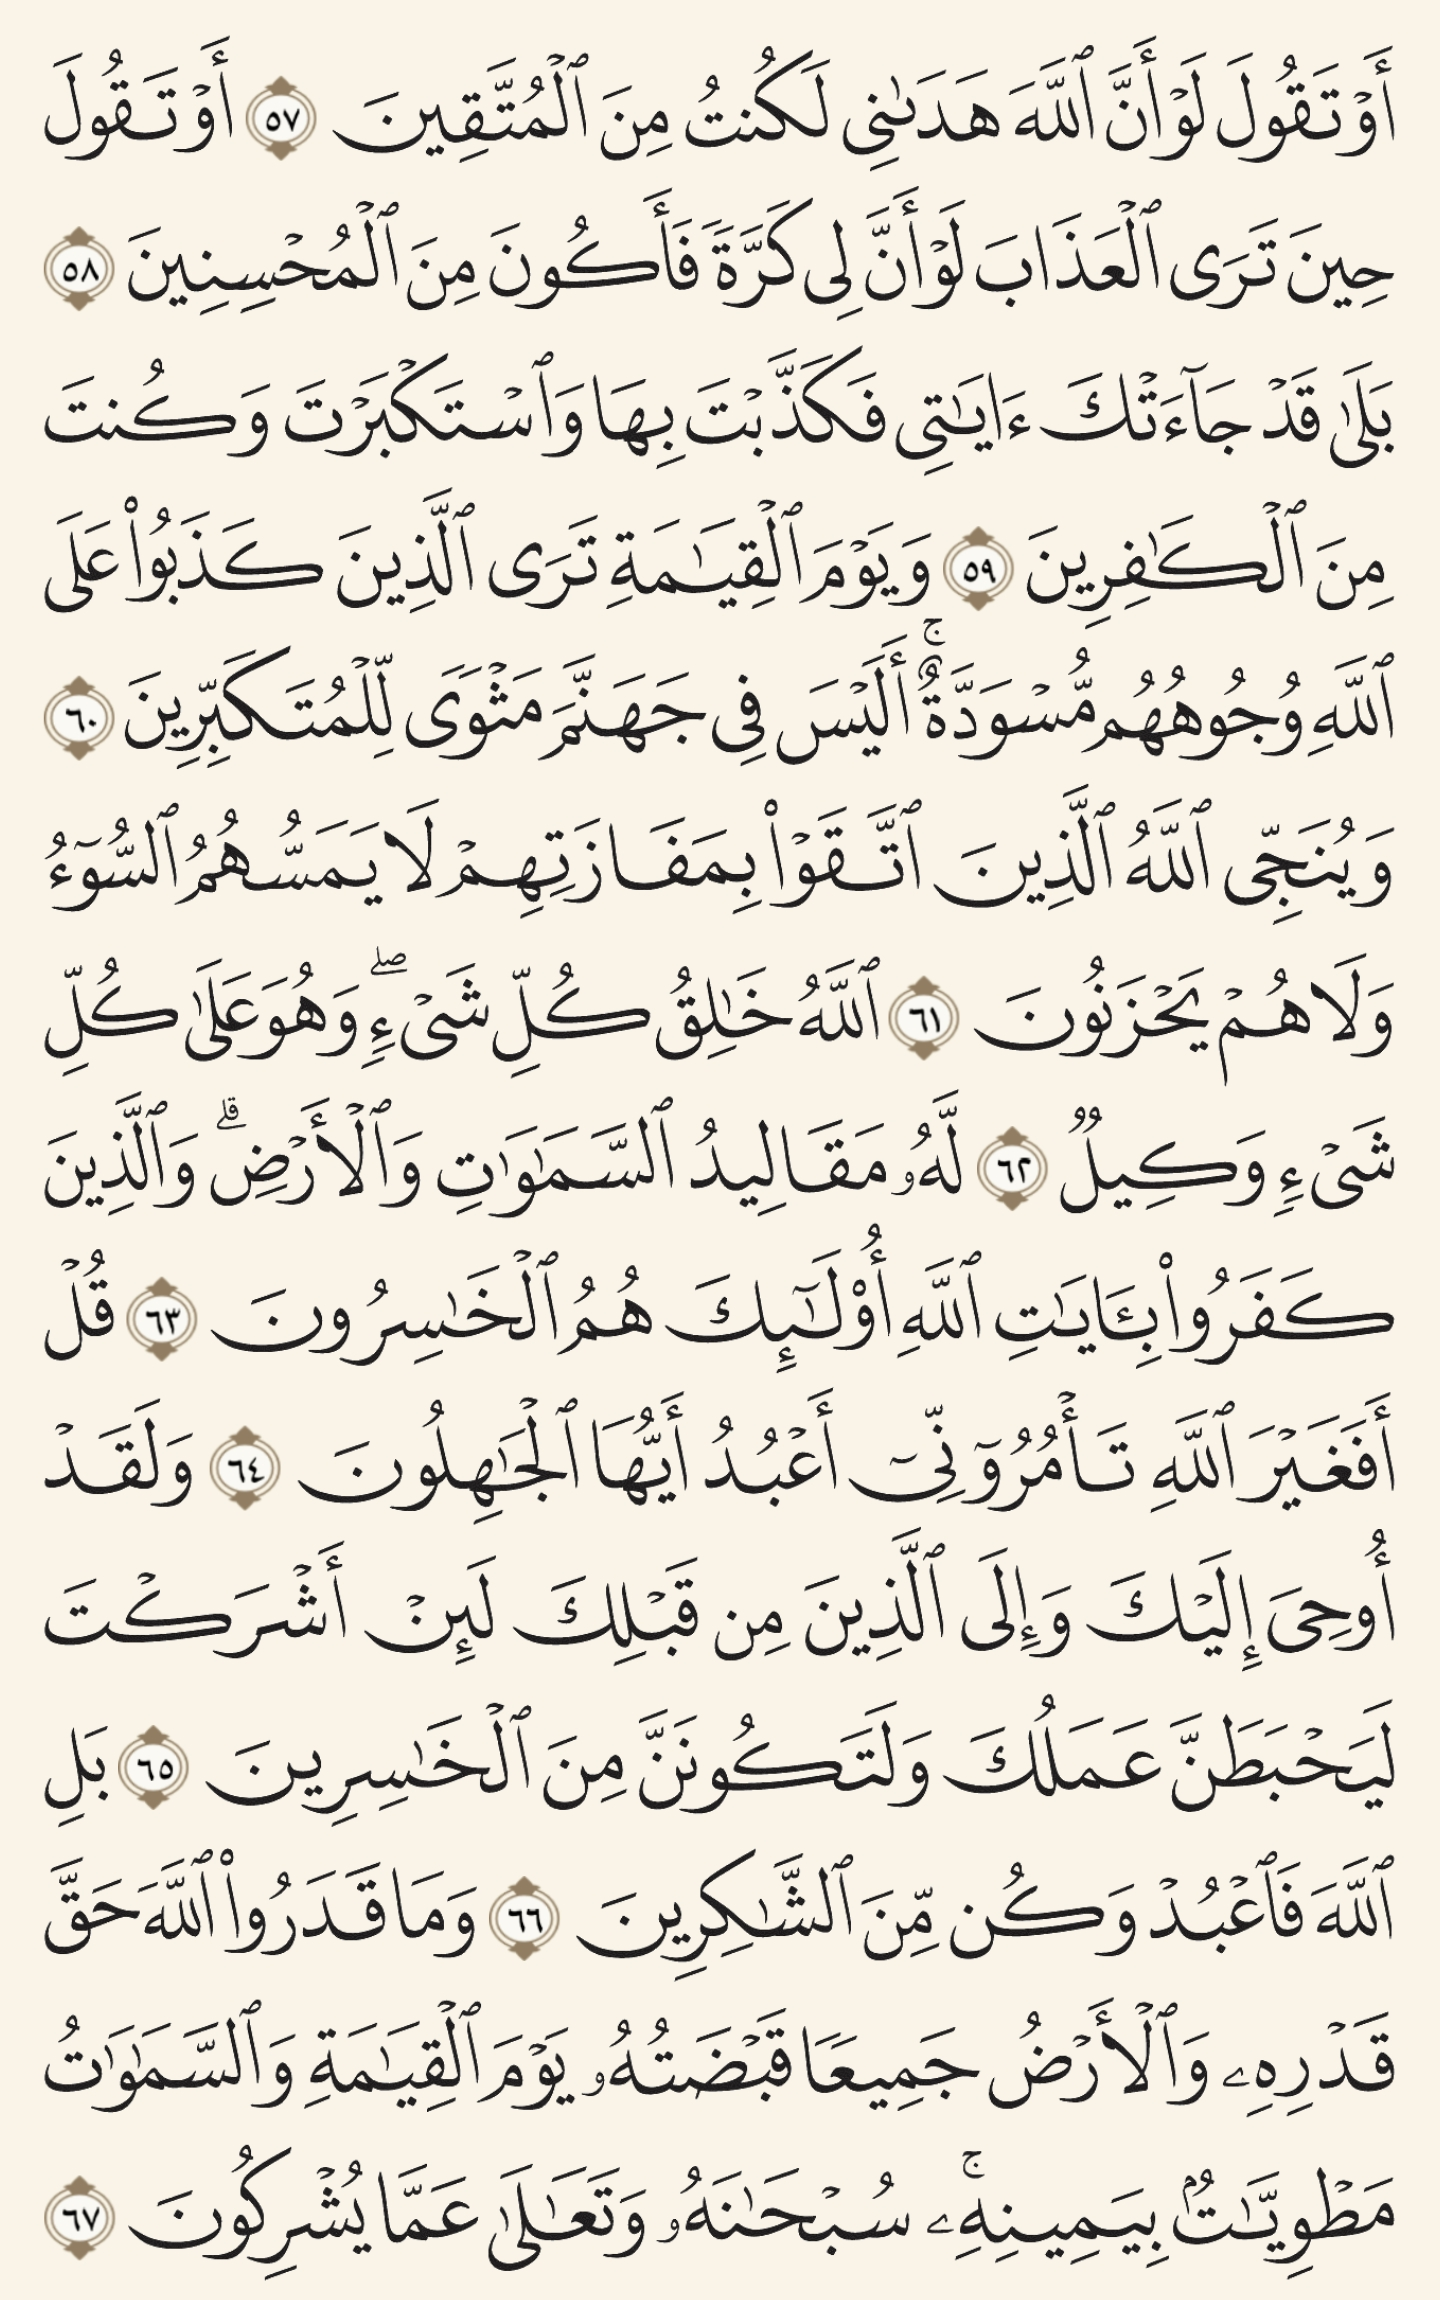 أَوْ تَقُولَ لَوْ أَنَّ ٱللَّهَ هَدَىٰنِى لَكُنتُ مِنَ ٱلْمُتَّقِينَ ٥٧ أَوْ تَقُولَ
حِينَ تَرَى ٱلْعَذَابَ لَوْ أَنَّ لِى كَرَّةً فَأَكُونَ مِنَ ٱلْمُحْسِنِينَ ٥٨
بَلَىٰ قَدْ جَآءَتْكَ ءَايَـٰتِى فَكَذَّبْتَ بِهَا وَٱسْتَكْبَرْتَ وَكُنتَ
مِنَ ٱلْكَـٰفِرِينَ ٥٩ وَيَوْمَ ٱلْقِيَـٰمَةِ تَرَى ٱلَّذِينَ كَذَبُوا۟ عَلَى
ٱللَّهِ وُجُوهُهُم مُّسْوَدَّةٌ ۚ أَلَيْسَ فِى جَهَنَّمَ مَثْوًى لِّلْمُتَكَبِّرِينَ ٦٠
وَيُنَجِّى ٱللَّهُ ٱلَّذِينَ ٱتَّقَوْا۟ بِمَفَازَتِهِمْ لَا يَمَسُّهُمُ ٱلسُّوٓءُ
وَلَا هُمْ يَحْزَنُونَ ٦١ ٱللَّهُ خَـٰلِقُ كُلِّ شَىْءٍ ۖ وَهُوَ عَلَىٰ كُلِّ
شَىْءٍ وَكِيلٌ ٦٢ لَّهُۥ مَقَالِيدُ ٱلسَّمَـٰوَٰتِ وَٱلْأَرْضِ ۗ وَٱلَّذِينَ
كَفَرُوا۟ بِـَٔايَـٰتِ ٱللَّهِ أُو۟لَـٰٓئِكَ هُمُ ٱلْخَـٰسِرُونَ ٦٣ قُلْ
أَفَغَيْرَ ٱللَّهِ تَأْمُرُوٓنِّىٓ أَعْبُدُ أَيُّهَا ٱلْجَـٰهِلُونَ ٦٤ وَلَقَدْ
أُوحِىَ إِلَيْكَ وَإِلَى ٱلَّذِينَ مِن قَبْلِكَ لَئِنْ أَشْرَكْتَ
لَيَحْبَطَنَّ عَمَلُكَ وَلَتَكُونَنَّ مِنَ ٱلْخَـٰسِرِينَ ٦٥ بَلِ
ٱللَّهَ فَٱعْبُدْ وَكُن مِّنَ ٱلشَّـٰكِرِينَ ٦٦ وَمَا قَدَرُوا۟ ٱللَّهَ حَقَّ
قَدْرِهِۦ وَٱلْأَرْضُ جَمِيعًا قَبْضَتُهُۥ يَوْمَ ٱلْقِيَـٰمَةِ وَٱلسَّمَـٰوَٰتُ
مَطْوِيَّـٰتٌۢ بِيَمِينِهِۦ ۚ سُبْحَـٰنَهُۥ وَتَعَـٰلَىٰ عَمَّا يُشْرِكُونَ ٦٧